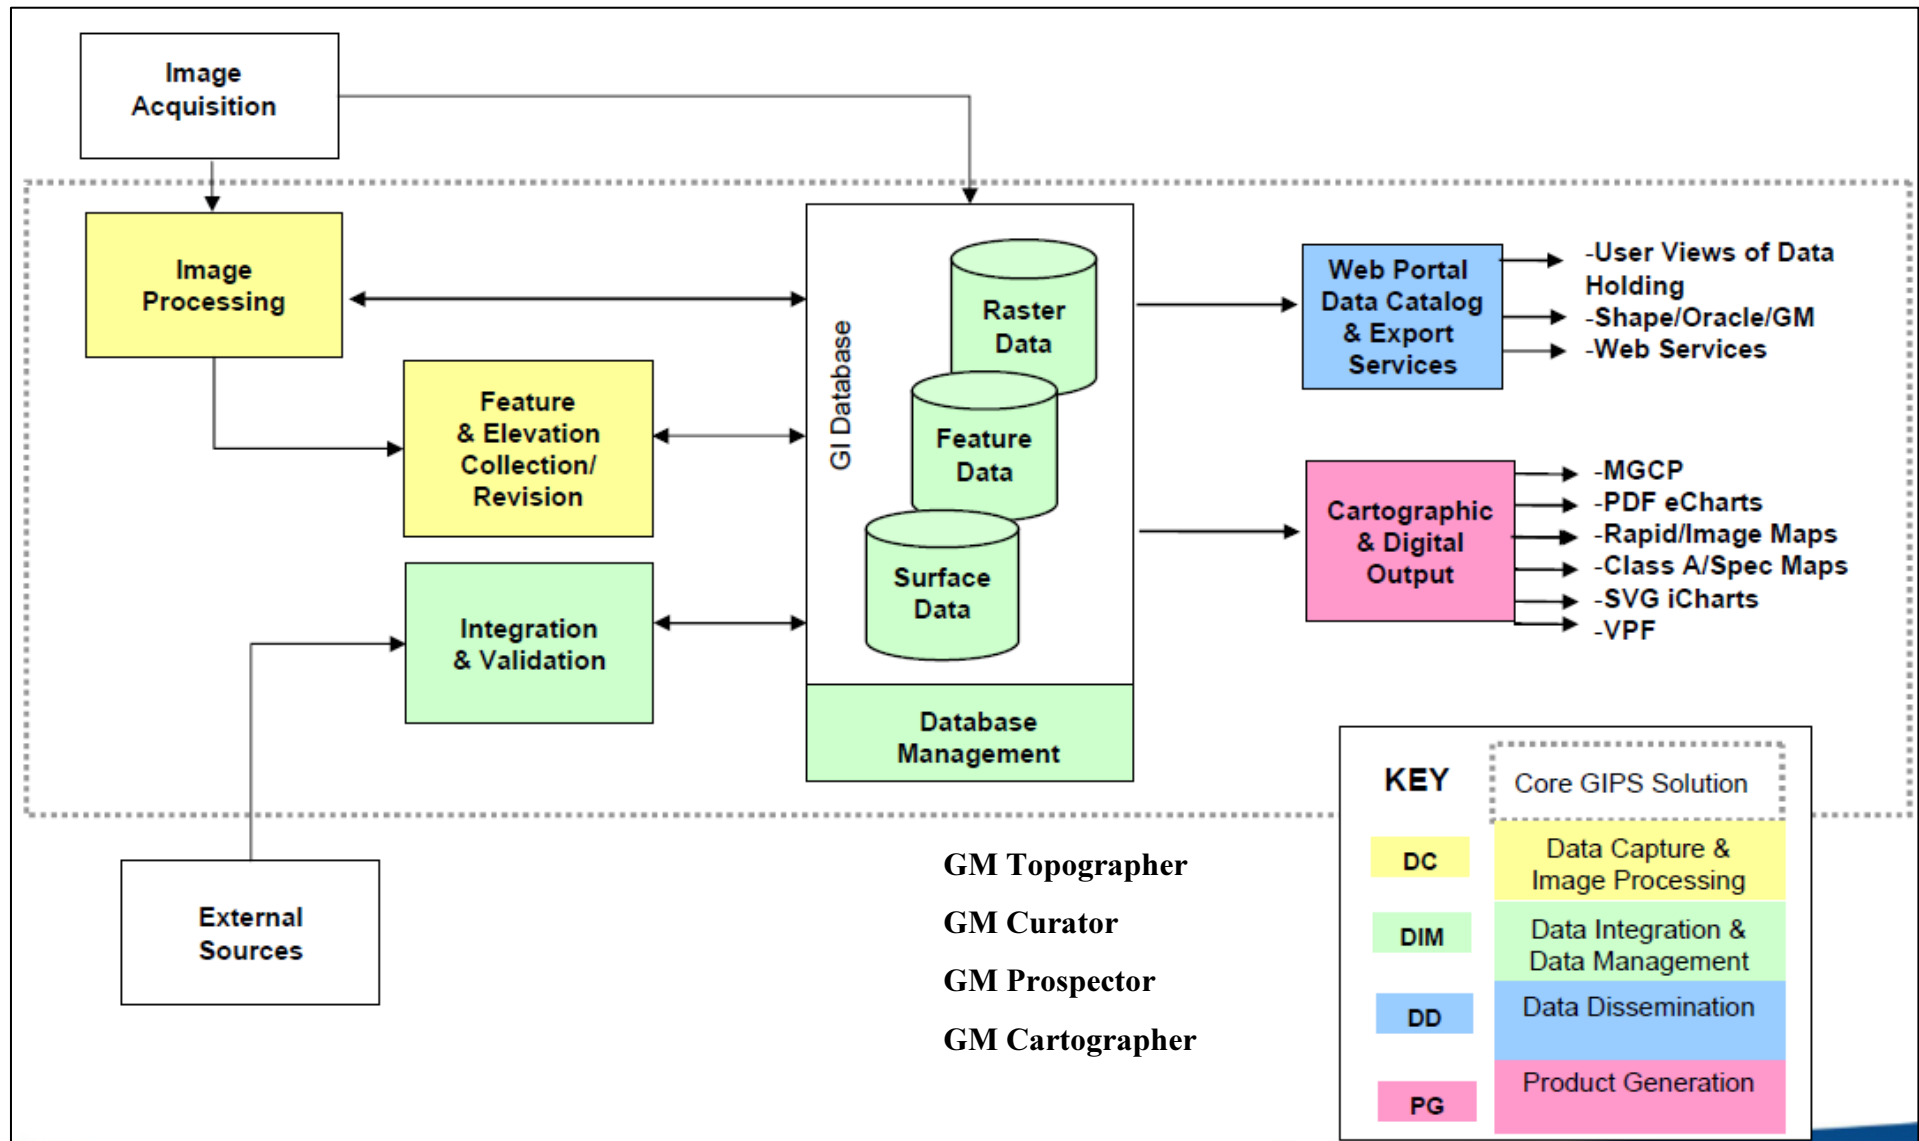 Image
Acquisition
Image
Processing
Feature
& Elevation
Collection/
Revision
Integration
& Validation
External
Sources
GI Database
Raster
Data
Feature
Data
Surface
Data
Database
Management
Web Portal
Data Catalog
& Export
Services
-User Views of Data
Holding
-Shape/Oracle/GM
-Web Services
Cartographic
& Digital
Output
-MGCP
-PDF eCharts
-Rapid/Image Maps
-Class A/Spec Maps
-SVG iCharts
-VPF
GM Topographer
GM Curator
GM Prospector
GM Cartographer
KEY
Core GIPS Solution
DC
Data Capture &
Image Processing
DIM
Data Integration &
Data Management
DD
Data Dissemination
PG
Product Generation